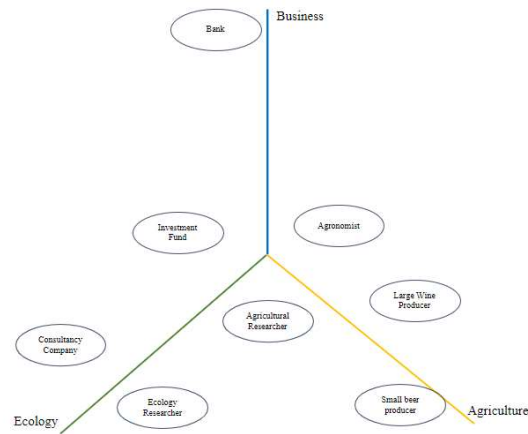 Business
Bank
Investment
Fund
Agronomist
Large Wine
Producer
Agricultural
Researcher
Consultancy
Company
Ecology
Researcher
Small beer
producer
Ecology
Agriculture